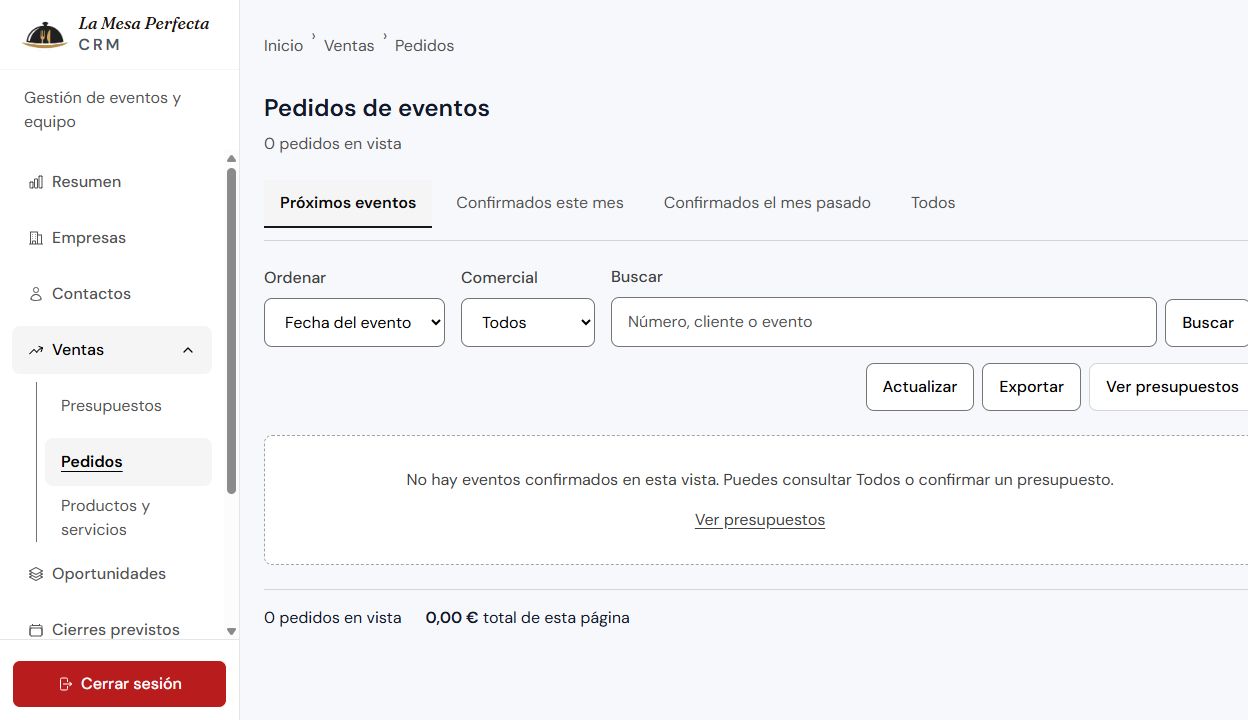 La Mesa Perfecta
CRM
Gestión de eventos y
equipo
Resumen
Empresas
Contactos
Ventas
Presupuestos
Pedidos
Productos y
servicios
Oportunidades
Cierres previstos
Cerrar sesión
Inicio › Ventas › Pedidos
Pedidos de eventos
0 pedidos en vista
Próximos eventos Confirmados este mes Confirmados el mes pasado Todos
Ordenar Comercial Buscar
Fecha del evento Todos Número, cliente o evento Buscar
Actualizar Exportar Ver presupuestos
No hay eventos confirmados en esta vista. Puedes consultar Todos o confirmar un presupuesto.
Ver presupuestos
0 pedidos en vista 0,00 € total de esta página